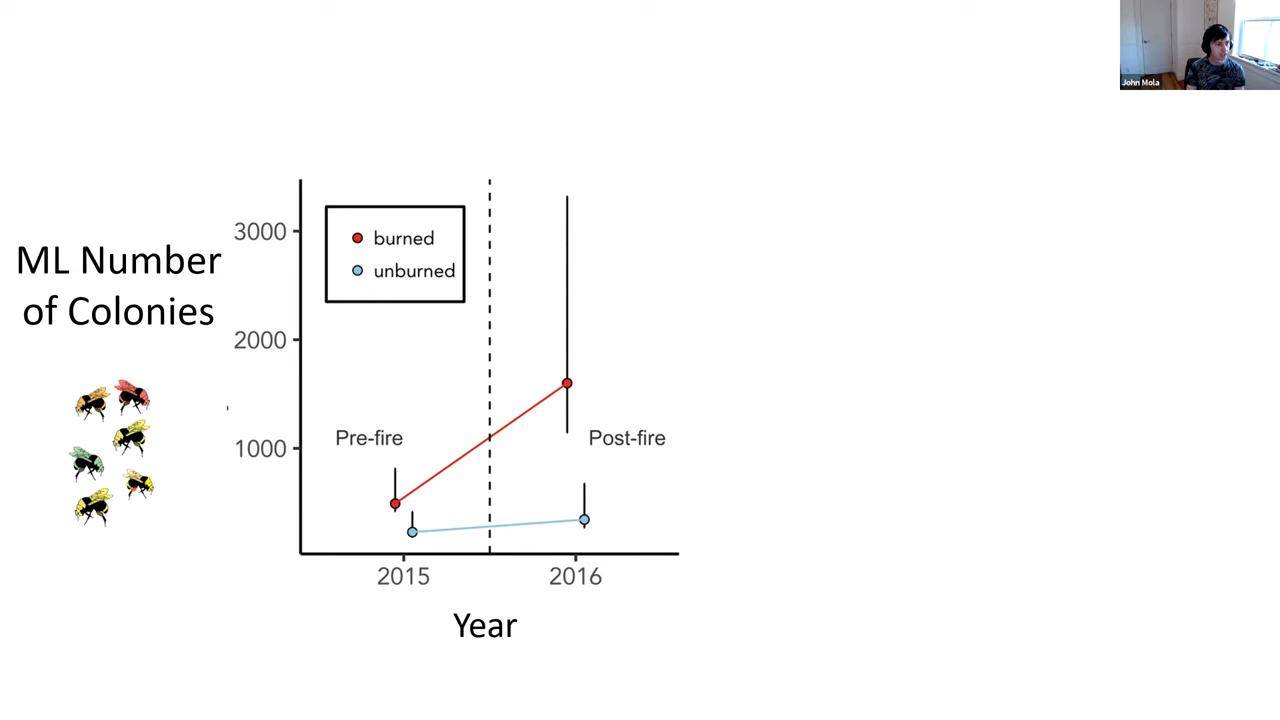 John Mola
ML Number
of Colonies
3000
2000
1000
burned
unburned
Pre-fire
Post-fire
2015
2016
Year